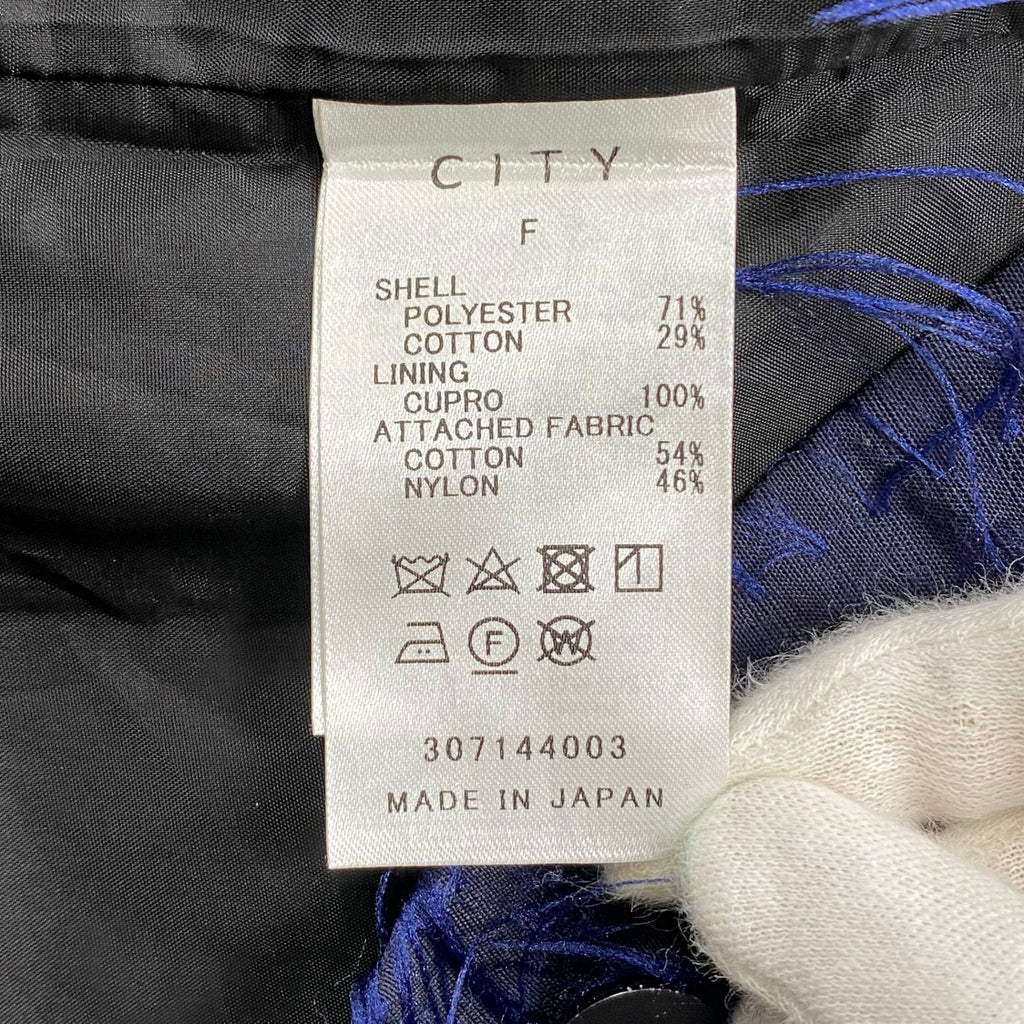 CITY
F
SHELL
POLYESTER 71%
COTTON 29%
LINING
CUPRO 100%
ATTACHED FABRIC
COTTON 54%
NYLON 46%
F W
307144003
MADE IN JAPAN